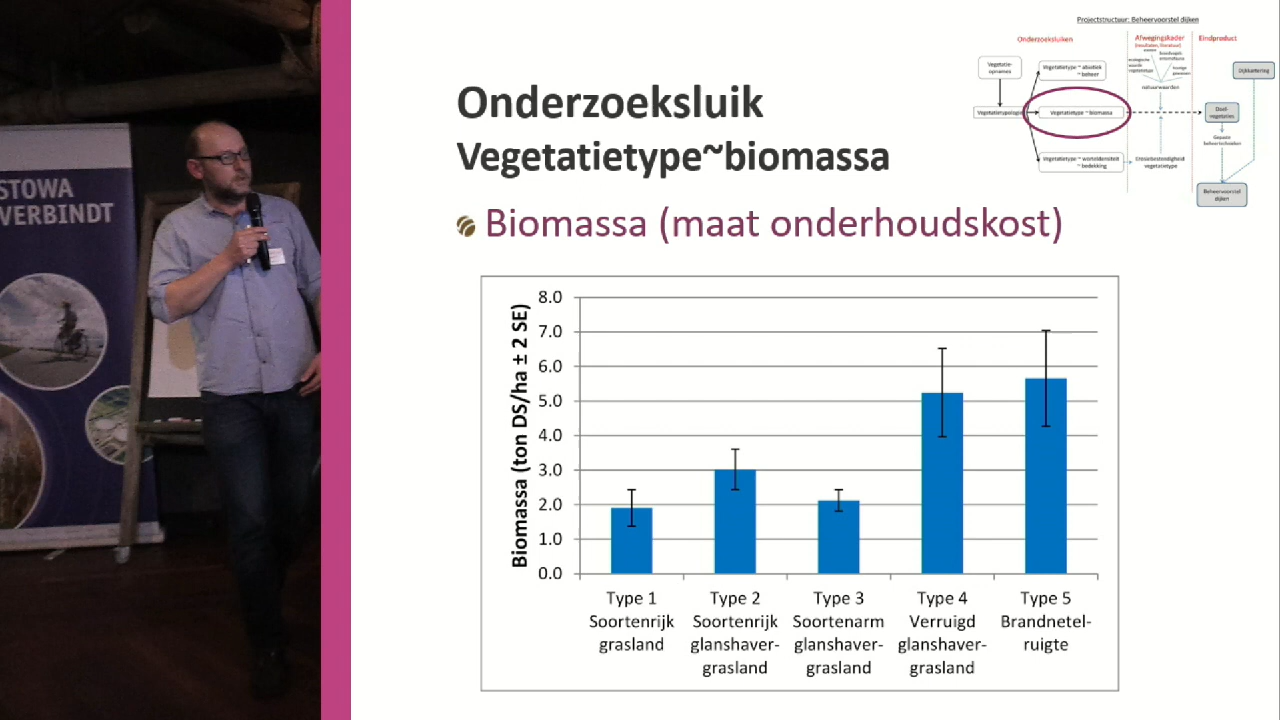 STOWA
VERBINDT
Projectstructuur: Beheervoorstel dijken
Onderzoeksluiken
Afwegingskader
Eindproduct
Vegetatie-
opnames
Vegetatietype ~ abiotiek
~ beheer
natuurwaarden
Dijkkartering
Vegetatietypologie
Vegetatietype ~ biomassa
Doel-
vegetaties
Gepaste
beheertechnieken
Vegetatietype ~ worteldensiteit
~ bedekking
Erosiebestendigheid
vegetatietype
Beheervoorstel
dijken
Onderzoeksluik
Vegetatietype~biomassa
Biomassa (maat onderhoudskost)
Biomassa (ton DS/ha ± 2 SE)
8.0
7.0
6.0
5.0
4.0
3.0
2.0
1.0
0.0
Type 1
Soortenrijk
grasland
Type 2
Soortenrijk
glanshaver-
grasland
Type 3
Soortenarm
glanshaver-
grasland
Type 4
Verruigd
glanshaver-
grasland
Type 5
Brandnetel-
ruigte